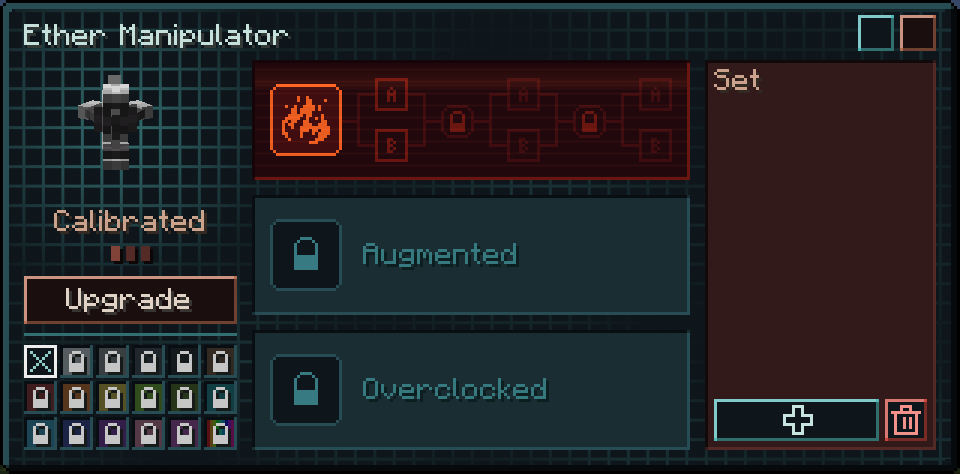 Ether Manipulator
Calibrated
Upgrade
A
B
A
B
A
B
Augmented
Overclocked
Set